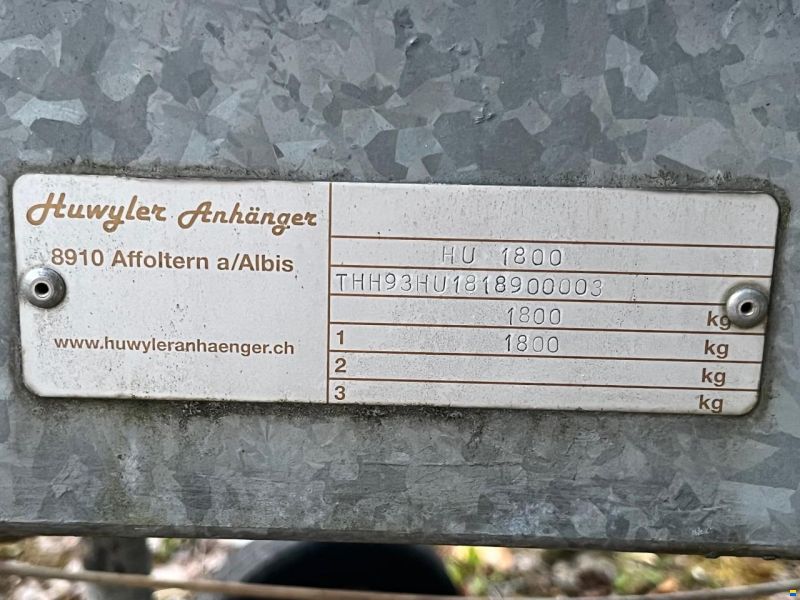 Huwyler Anhänger
8910 Affoltern a/Albis
www.huwyleranhaenger.ch
HU 1800
THH93HU1818900003
1800 kg
1 1800 kg
2 kg
3 kg